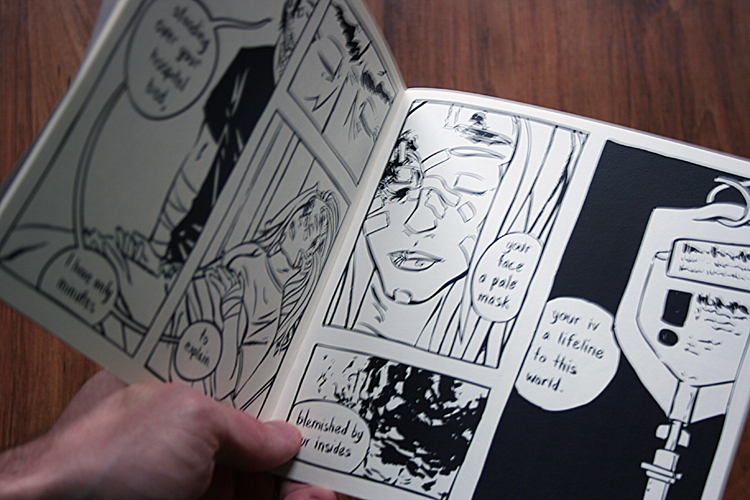 standing
over your
hospital
bed,
I have only
minutes
to
explain.
your
face
a pale
mask
blemished by
your insides
your iv
a lifeline
to this
world.